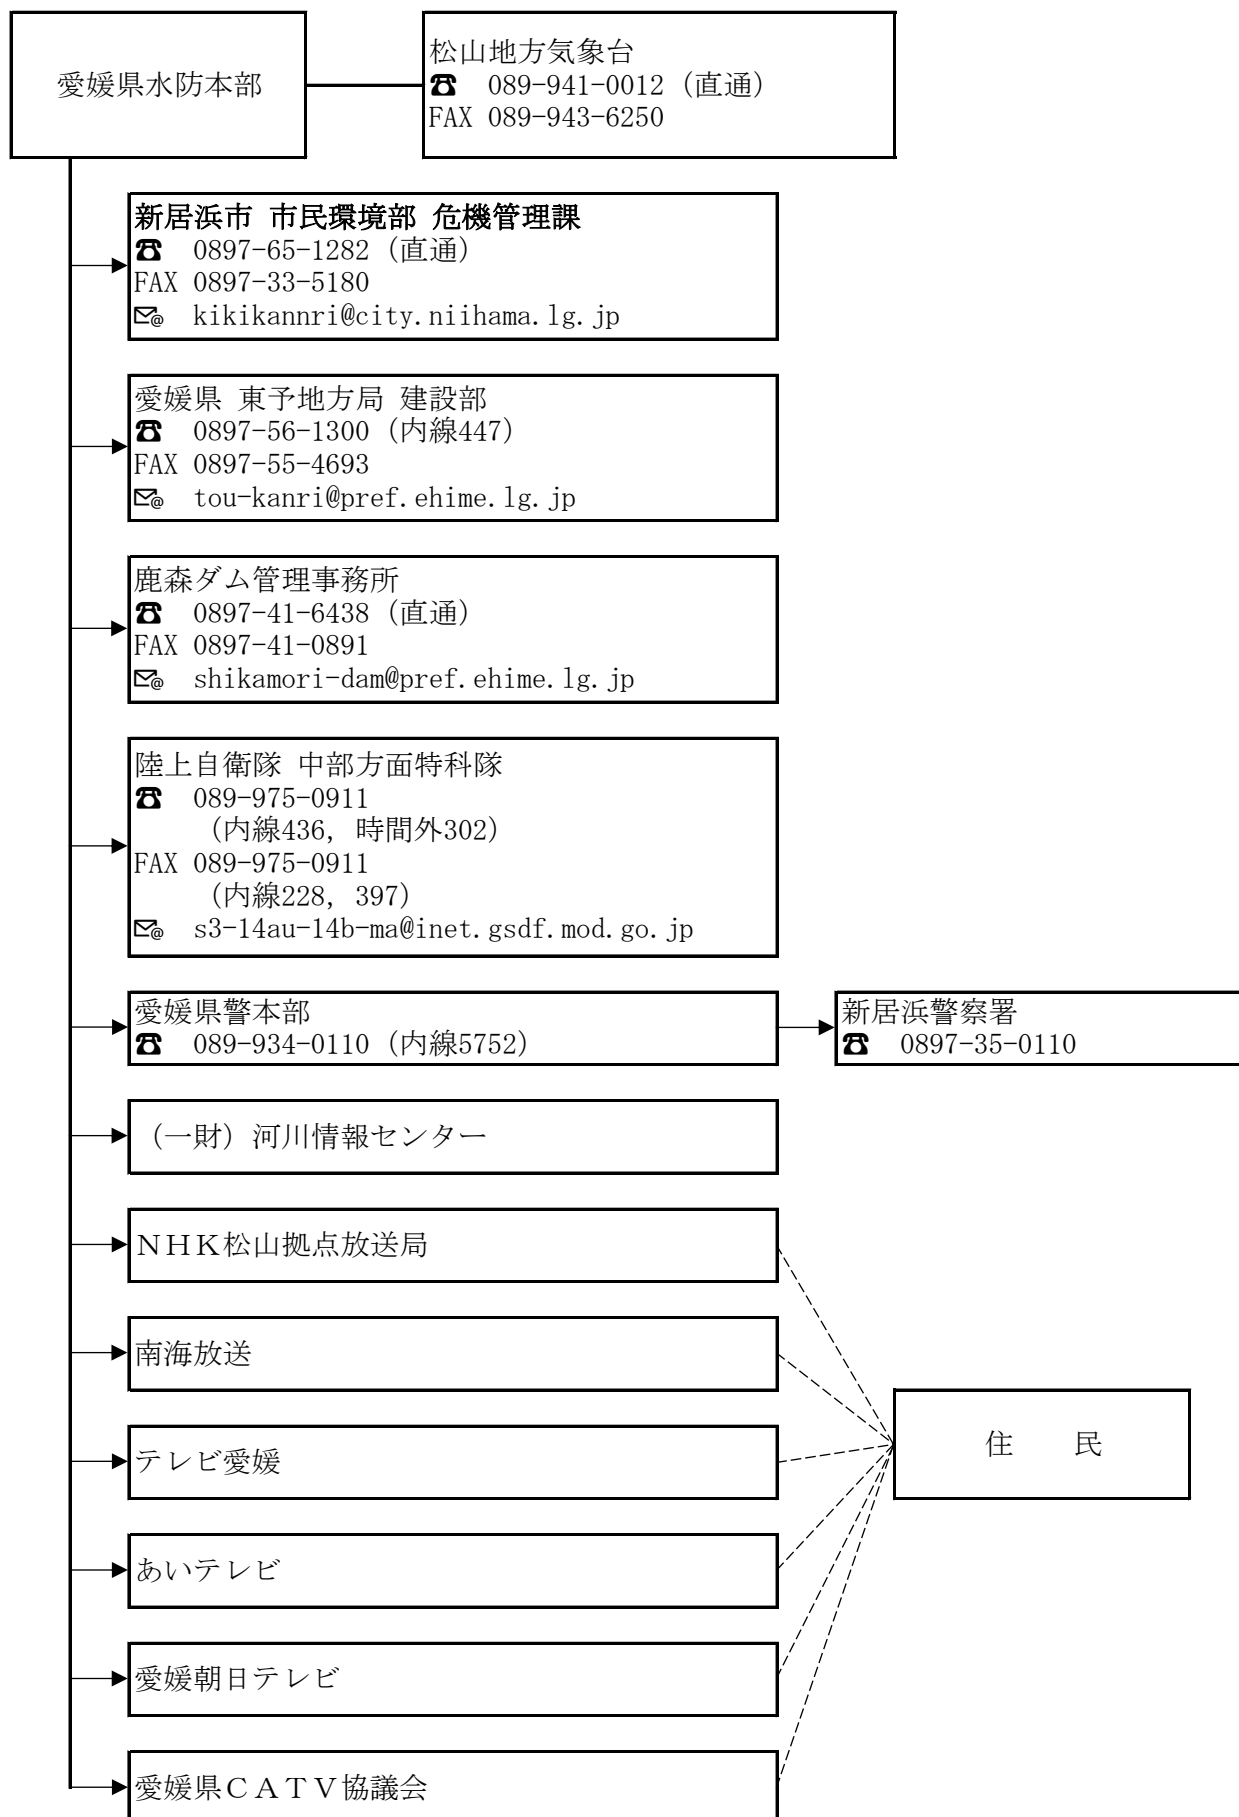 愛媛県水防本部
松山地方気象台
☎ 089-941-0012（直通）
FAX 089-943-6250
新居浜市 市民環境部 危機管理課
☎ 0897-65-1282（直通）
FAX 0897-33-5180
kikikannri@city.niihama.lg.jp
愛媛県 東予地方局 建設部
☎ 0897-56-1300（内線447）
FAX 0897-55-4693
tou-kanri@pref.ehime.lg.jp
鹿森ダム管理事務所
☎ 0897-41-6438（直通）
FAX 0897-41-0891
shikamori-dam@pref.ehime.lg.jp
陸上自衛隊 中部方面特科隊
☎ 089-975-0911
（内線436, 時間外302）
FAX 089-975-0911
（内線228, 397）
s3-14au-14b-ma@inet.gsdf.mod.go.jp
愛媛県警本部
☎ 089-934-0110（内線5752）
新居浜警察署
☎ 0897-35-0110
（一財）河川情報センター
ＮＨＫ松山拠点放送局
南海放送
テレビ愛媛
住　　民
あいテレビ
愛媛朝日テレビ
愛媛県ＣＡＴＶ協議会